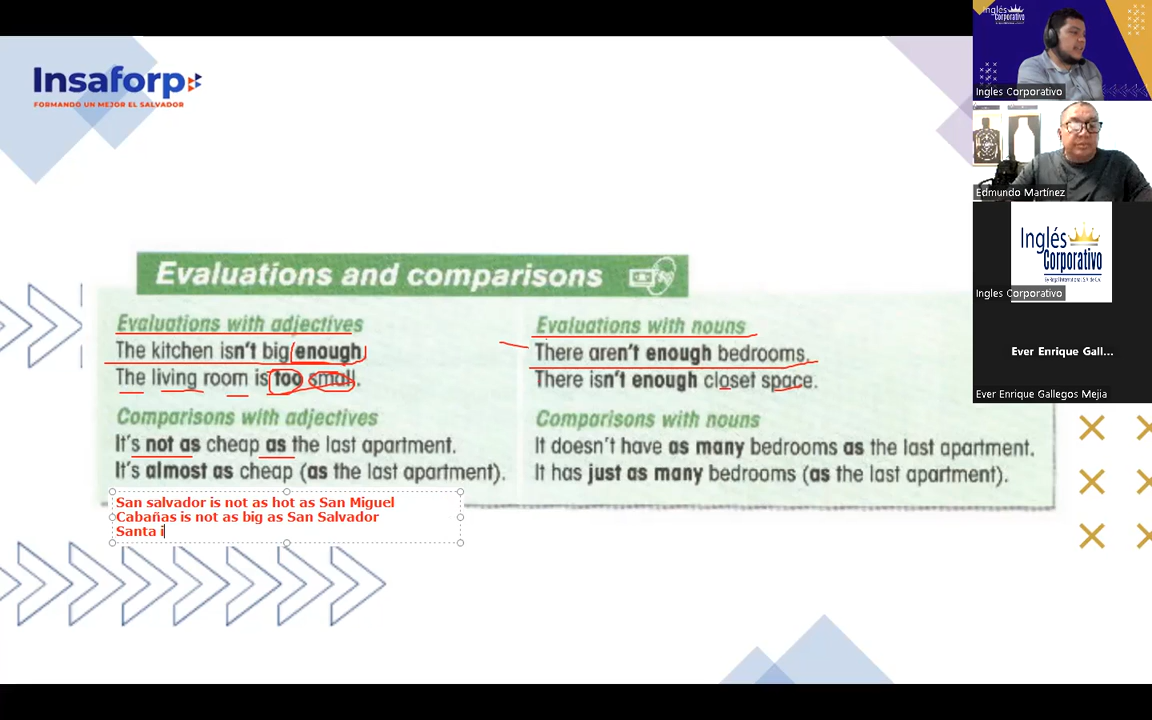 Insaforp
FORMANDO UN MEJOR EL SALVADOR
Evaluations and comparisons
Evaluations with adjectives
The kitchen isn't big enough
The living room is too small.
Comparisons with adjectives
It's not as cheap as the last apartment.
It's almost as cheap (as the last apartment).
Evaluations with nouns
There aren't enough bedrooms.
There isn't enough closet space.
Comparisons with nouns
It doesn't have as many bedrooms as the last apartment.
It has just as many bedrooms (as the last apartment).
San salvador is not as hot as San Miguel
Cabañas is not as big as San Salvador
Santa i
Inglés
Corporativo
Ingles Corporativo
Edmundo Martínez
Inglés
Corporativo
Ingles Corporativo
Ever Enrique Gall...
Ever Enrique Gallegos Mejia